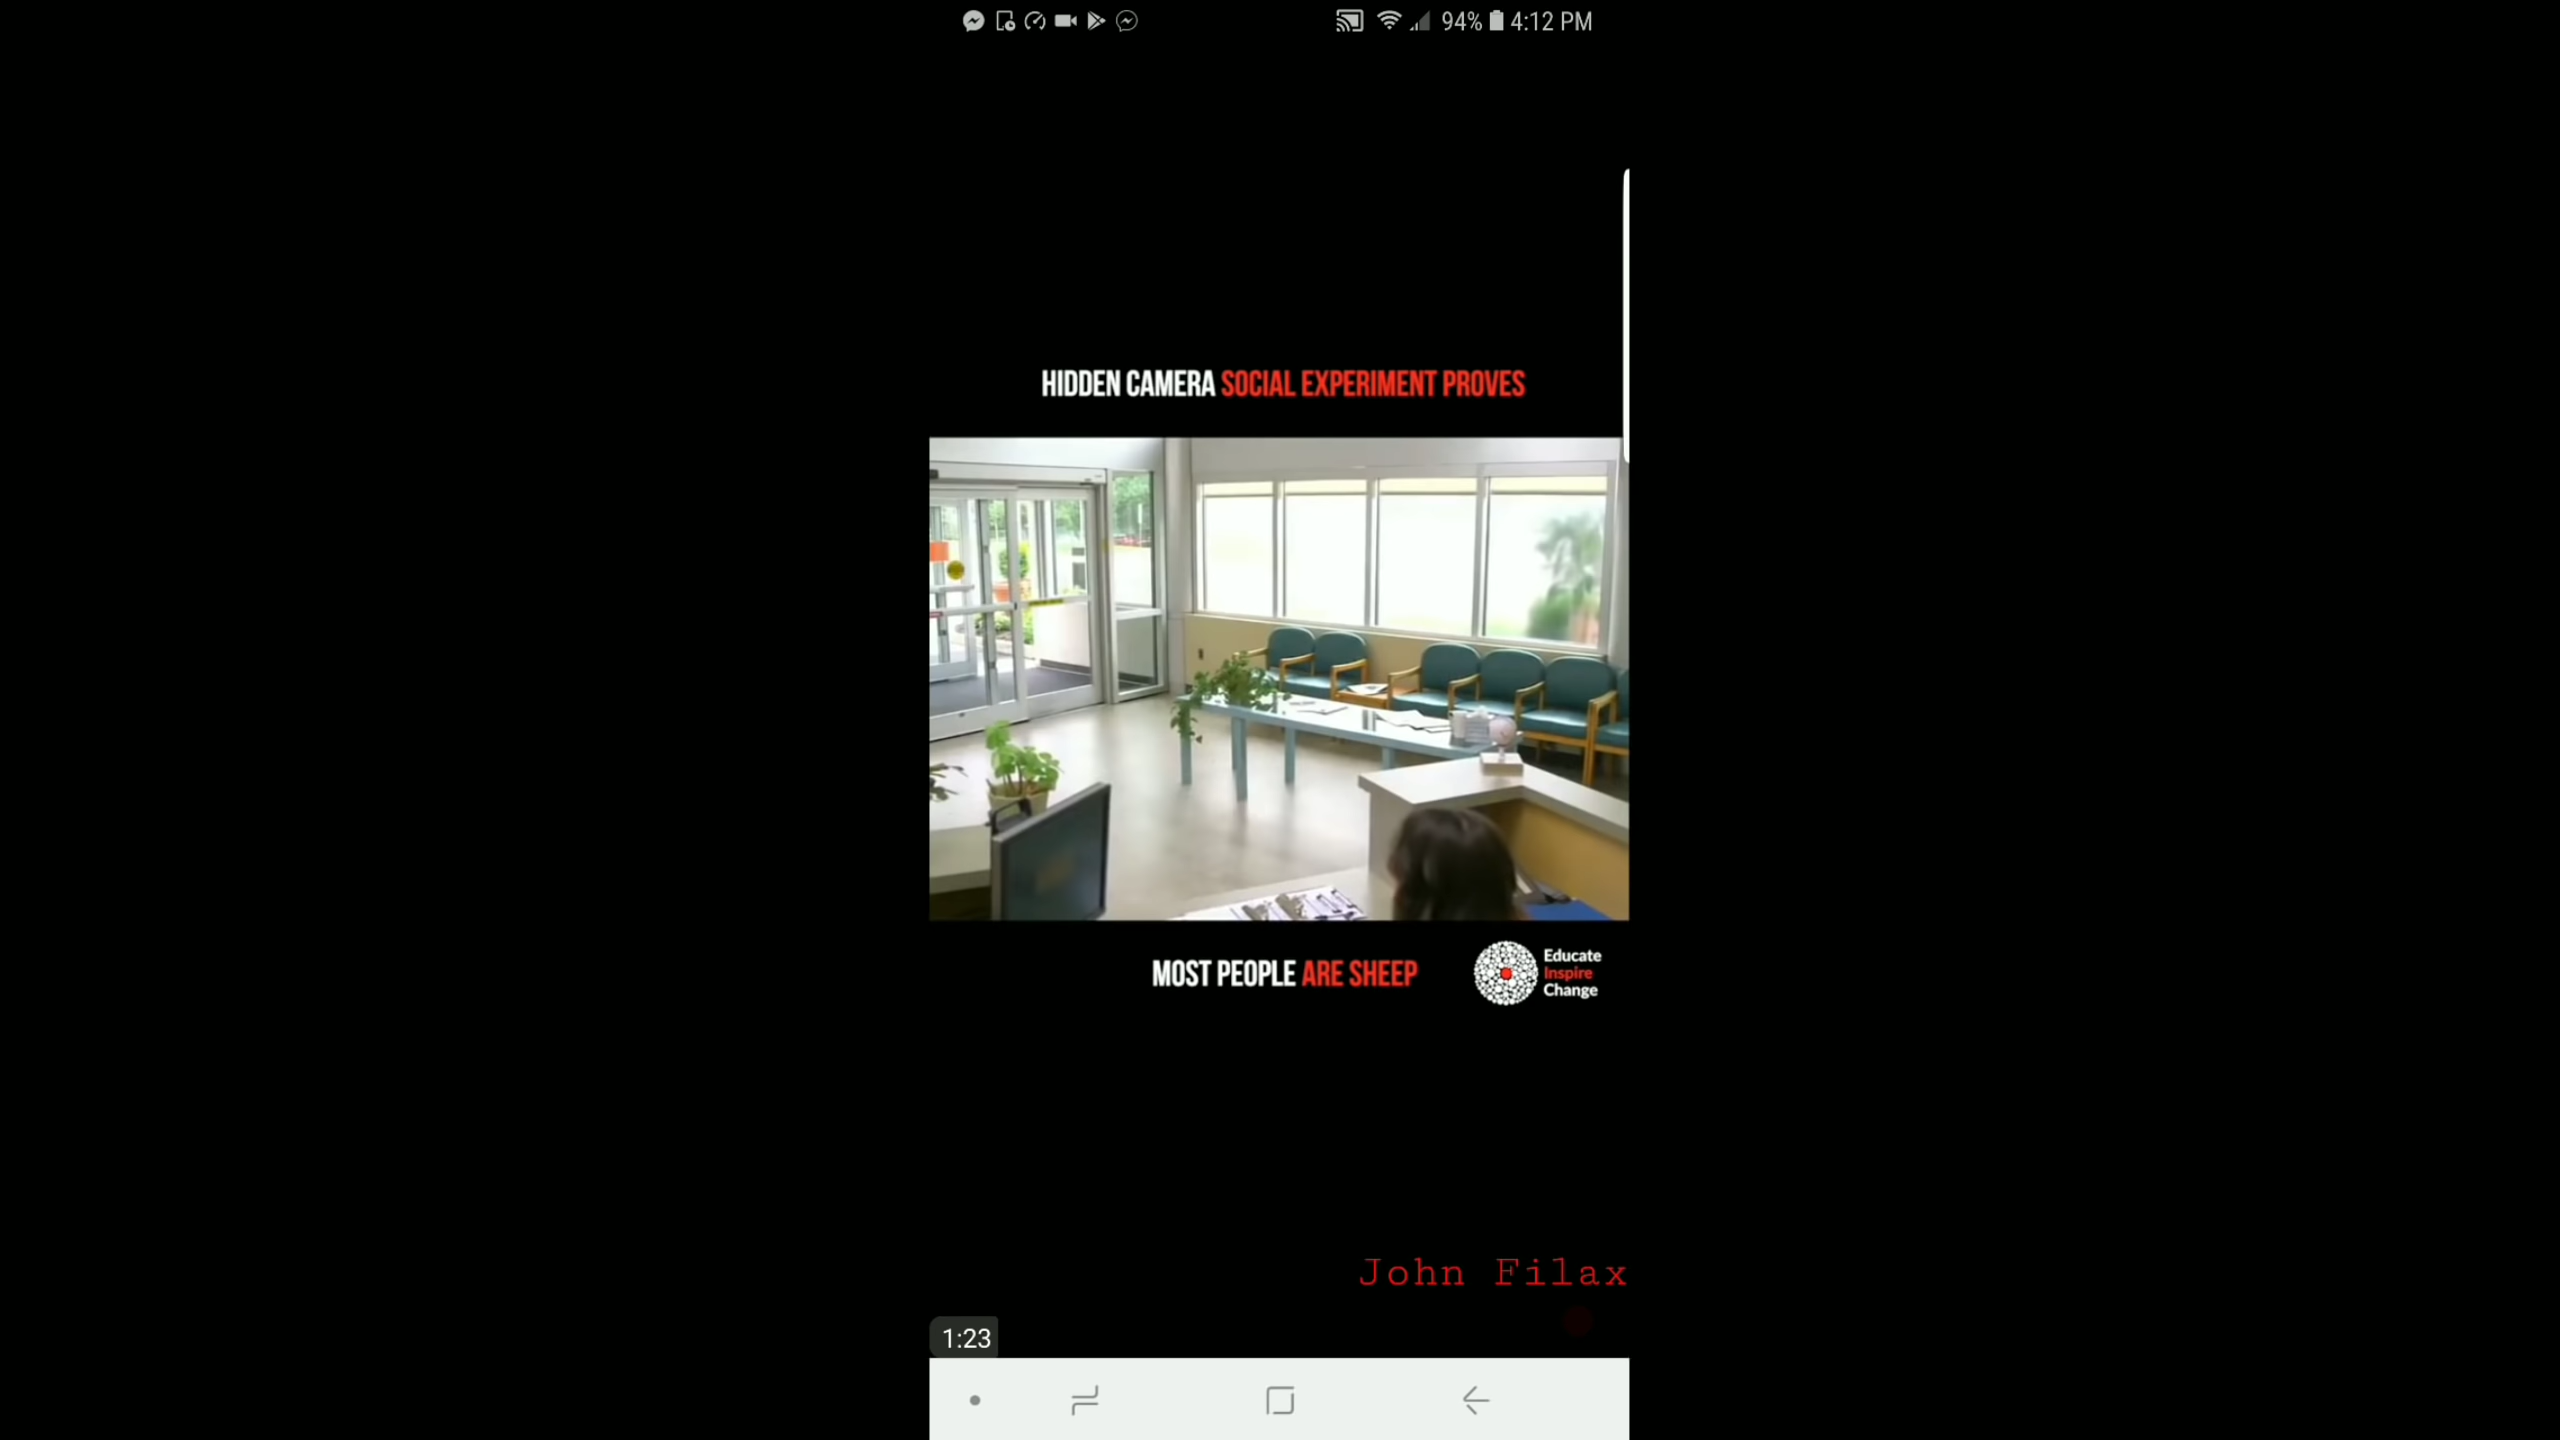 94% 4:12 PM
HIDDEN CAMERA SOCIAL EXPERIMENT PROVES
MOST PEOPLE ARE SHEEP
Educate
Inspire
Change
John Filax
1:23